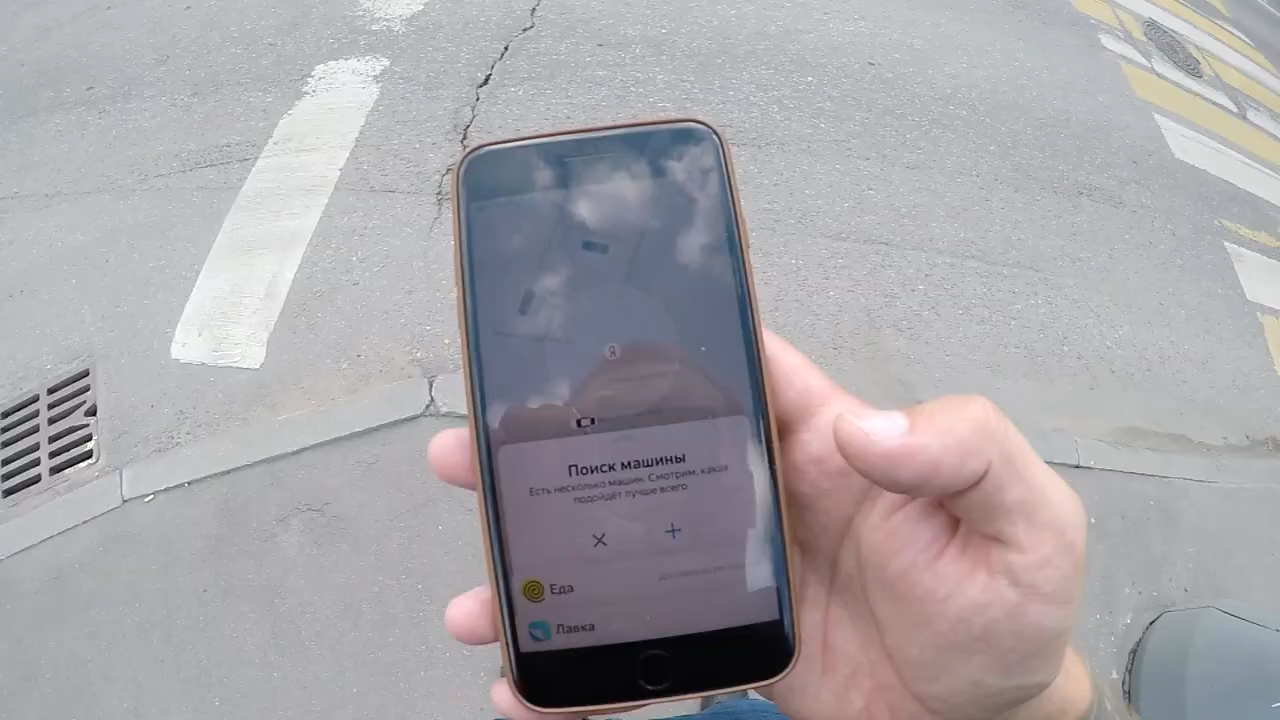 Я
Поиск машины
Есть несколько машин. Смотрим, какая
подойдёт лучше всего
Еда
Лавка